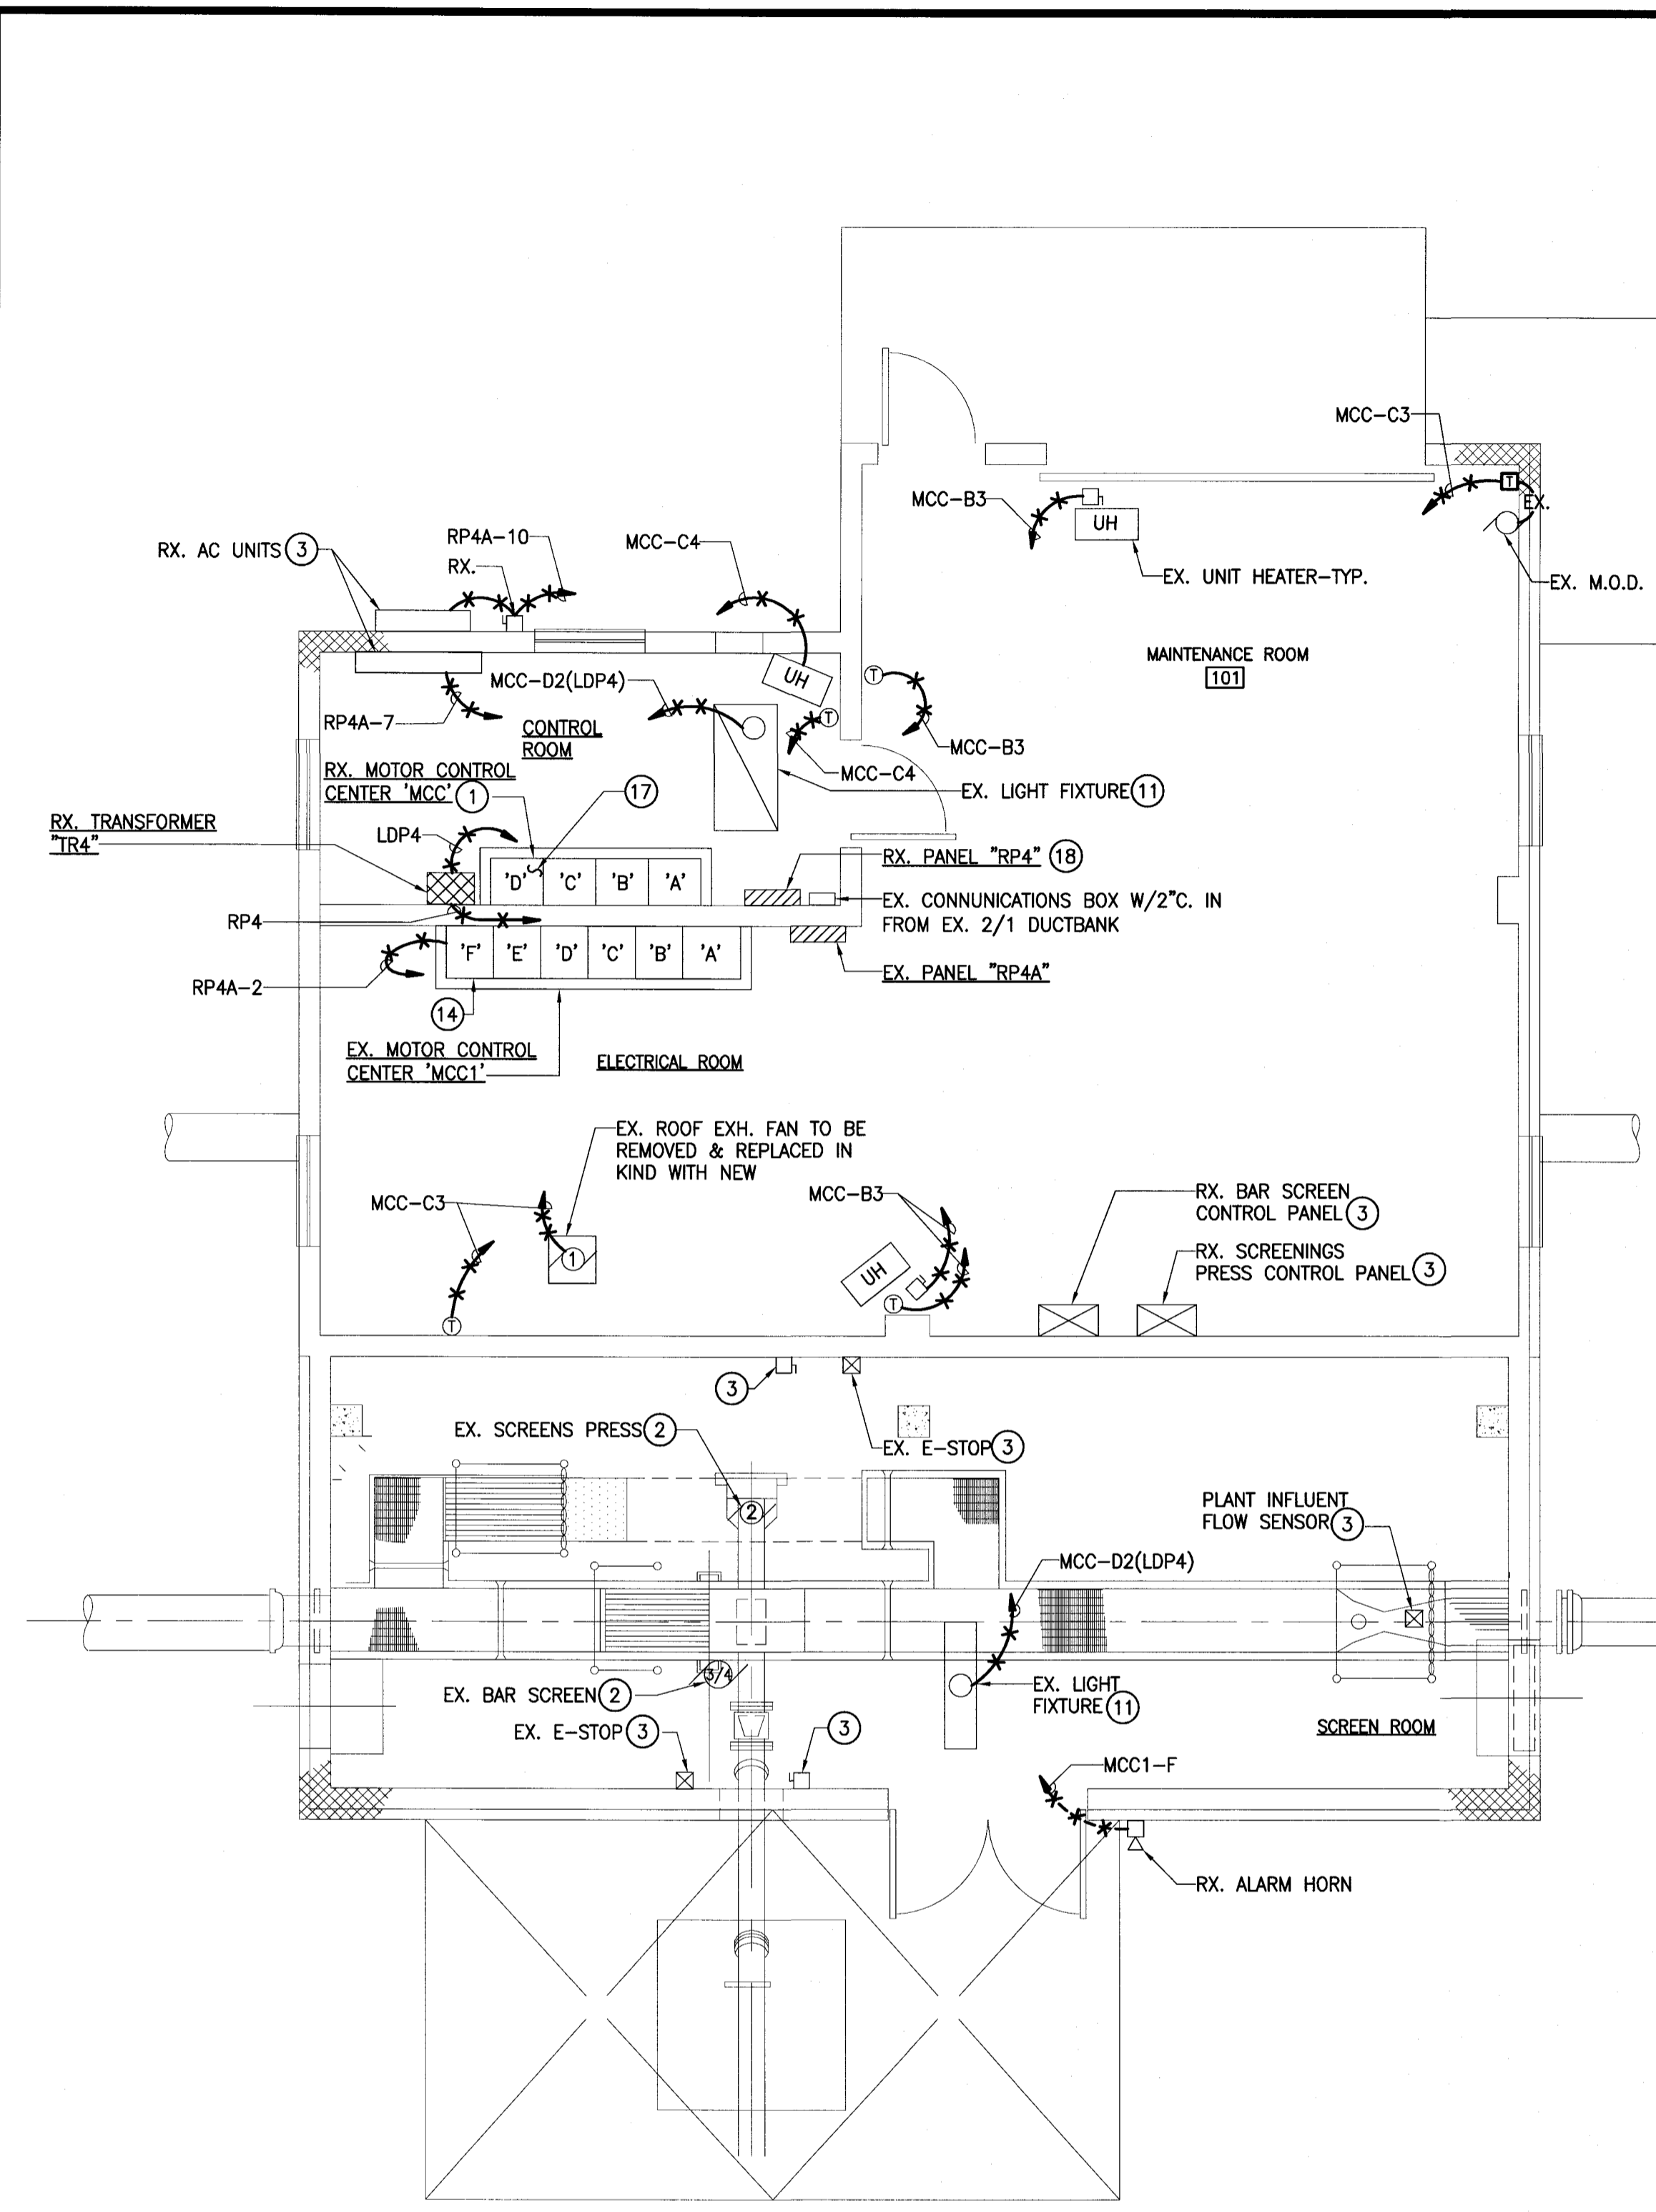 MCC-C3
T
EX.
EX. M.O.D.
MCC-B3
UH
EX. UNIT HEATER-TYP.
MAINTENANCE ROOM
101
RX. AC UNITS 3
RP4A-10
RX.
MCC-C4
UH
T
MCC-B3
T
MCC-C4
MCC-D2(LDP4)
RP4A-7
CONTROL
ROOM
EX. LIGHT FIXTURE 11
RX. MOTOR CONTROL
CENTER 'MCC' 1
17
RX. TRANSFORMER
"TR4"
LDP4
'D' 'C' 'B' 'A'
RX. PANEL "RP4" 18
EX. CONNUNICATIONS BOX W/2"C. IN
FROM EX. 2/1 DUCTBANK
RP4
'F' 'E' 'D' 'C' 'B' 'A'
EX. PANEL "RP4A"
RP4A-2
14
EX. MOTOR CONTROL
CENTER 'MCC1'
ELECTRICAL ROOM
EX. ROOF EXH. FAN TO BE
REMOVED & REPLACED IN
KIND WITH NEW
MCC-C3
1
T
MCC-B3
UH
T
RX. BAR SCREEN
CONTROL PANEL 3
RX. SCREENINGS
PRESS CONTROL PANEL 3
3
EX. E-STOP 3
EX. SCREENS PRESS 2
2
PLANT INFLUENT
FLOW SENSOR 3
MCC-D2(LDP4)
3/4
EX. BAR SCREEN 2
EX. LIGHT
FIXTURE 11
EX. E-STOP 3
3
SCREEN ROOM
MCC1-F
RX. ALARM HORN